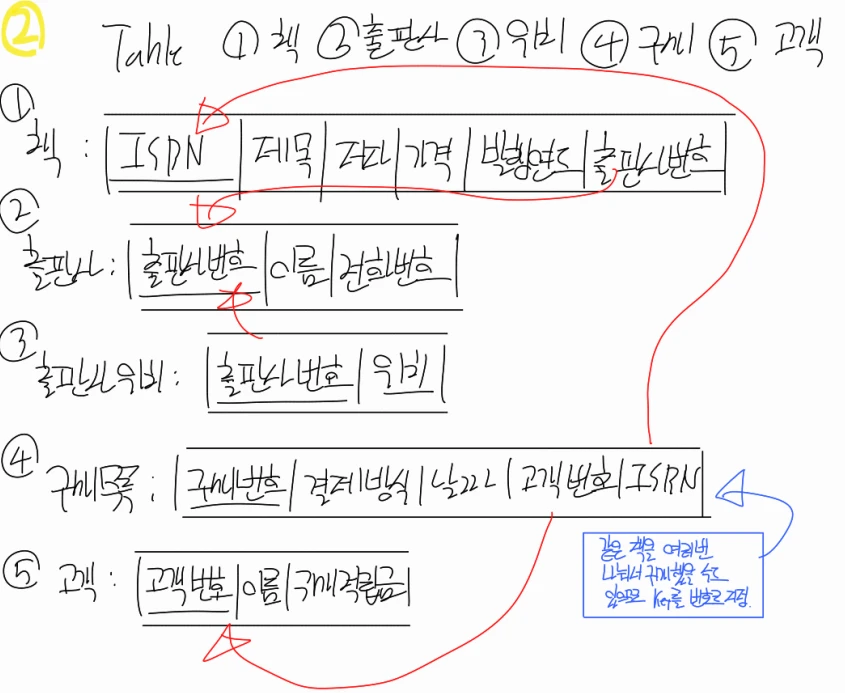 ②
Table ① 책 ② 출판사 ③ 위치 ④ 구매 ⑤ 고객
①
책 : ISBN 제목 저자 가격 발행연도 출판사번호
②
출판사 : 출판사번호 이름 전화번호
③
출판사위치 : 출판사번호 위치
④
구매목록 : 구매번호 결제방식 날짜 고객번호 ISBN
같은 책을 여러번
나눠서 구매했을 수도
있으므로 Key를 번호로 지정.
⑤ 고객 : 고객번호 이름 구매적립금